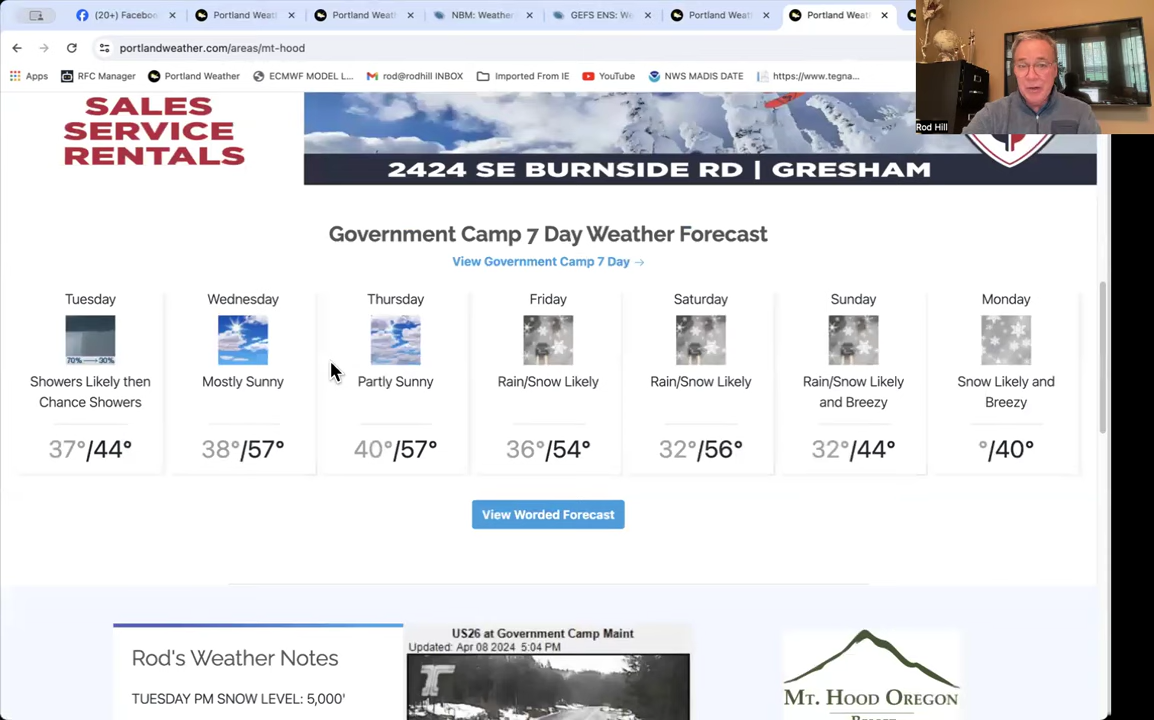 (20+) Faceboo
Portland Weat
Portland Weat
NBM: Weather
GEFS ENS: We
Portland Weat
Portland Weat
portlandweather.com/areas/mt-hood
Apps
RFC Manager
Portland Weather
ECMWF MODEL L...
rod@rodhill INBOX
Imported From IE
YouTube
NWS MADIS DATE
https://www.tegna...
Rod Hill
SALES
SERVICE
RENTALS
2424 SE BURNSIDE RD | GRESHAM
Government Camp 7 Day Weather Forecast
View Government Camp 7 Day →
Tuesday
70% 30%
Showers Likely then
Chance Showers
37°/44°
Wednesday
Mostly Sunny
38°/57°
Thursday
Partly Sunny
40°/57°
Friday
Rain/Snow Likely
36°/54°
Saturday
Rain/Snow Likely
32°/56°
Sunday
Rain/Snow Likely
and Breezy
32°/44°
Monday
Snow Likely and
Breezy
°/40°
View Worded Forecast
Rod's Weather Notes
TUESDAY PM SNOW LEVEL: 5,000'
US26 at Government Camp Maint
Updated: Apr 08 2024 5:04 PM
MT. HOOD OREGON